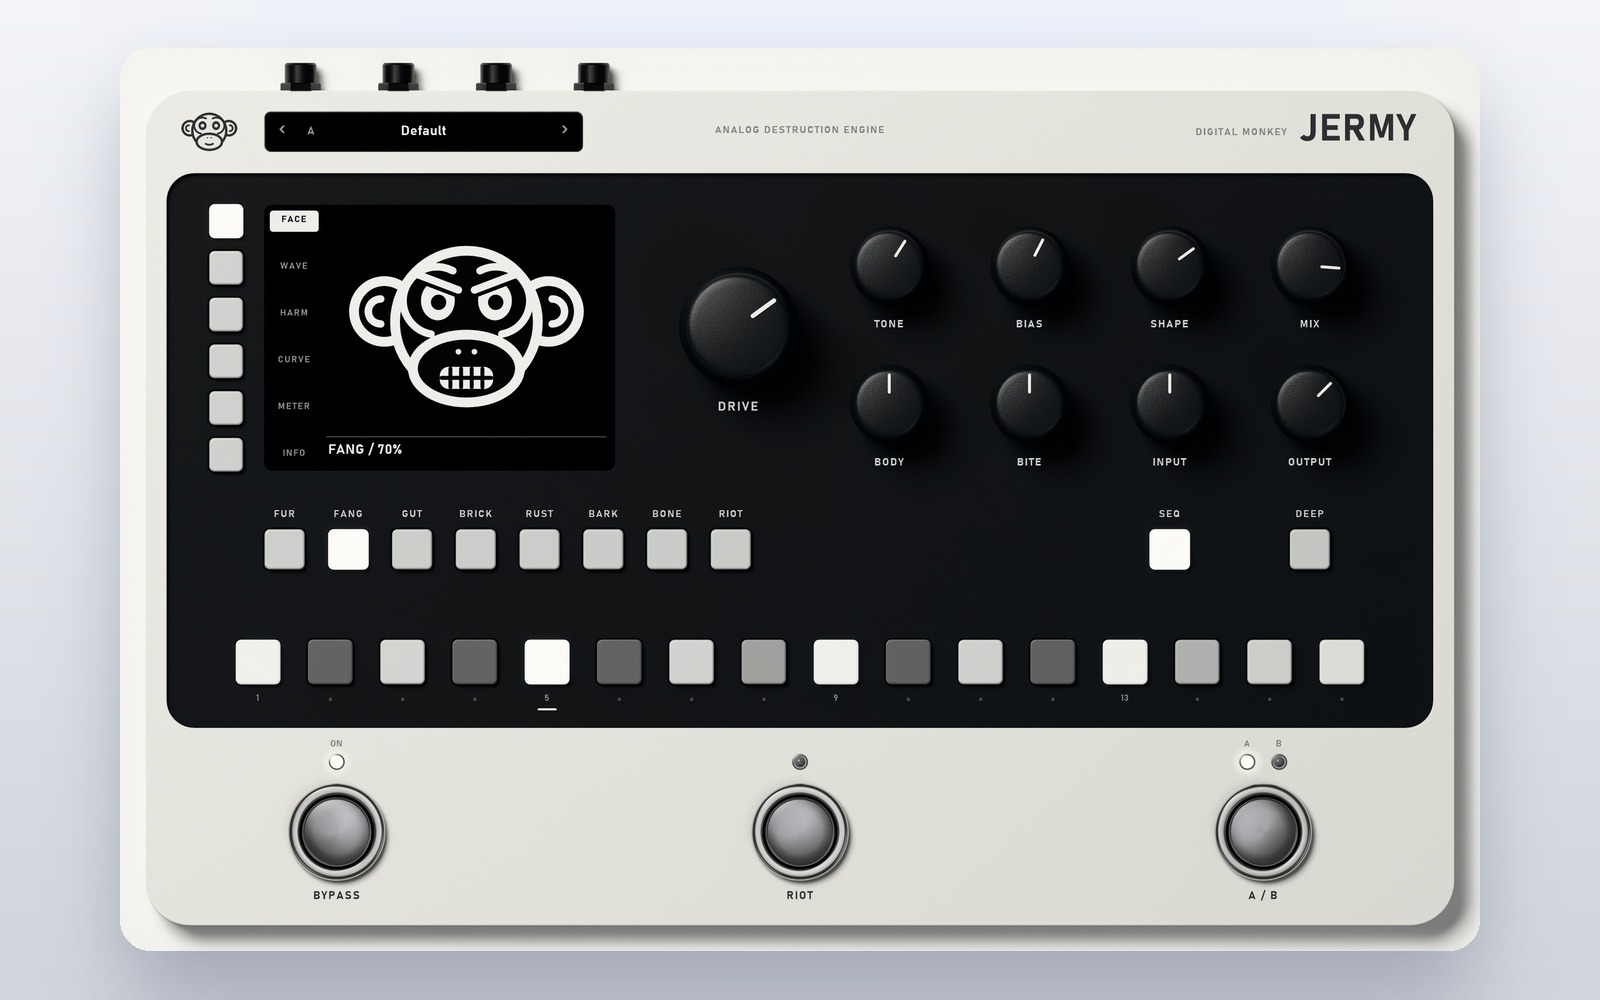 ‹ A Default ›
ANALOG DESTRUCTION ENGINE
DIGITAL MONKEY JERMY
FACE
WAVE
HARM
CURVE
METER
INFO
FANG / 70%
DRIVE
TONE BIAS SHAPE MIX
BODY BITE INPUT OUTPUT
FUR FANG GUT BRICK RUST BARK BONE RIOT
SEQ DEEP
1 5 9 13
ON
A B
BYPASS RIOT A / B